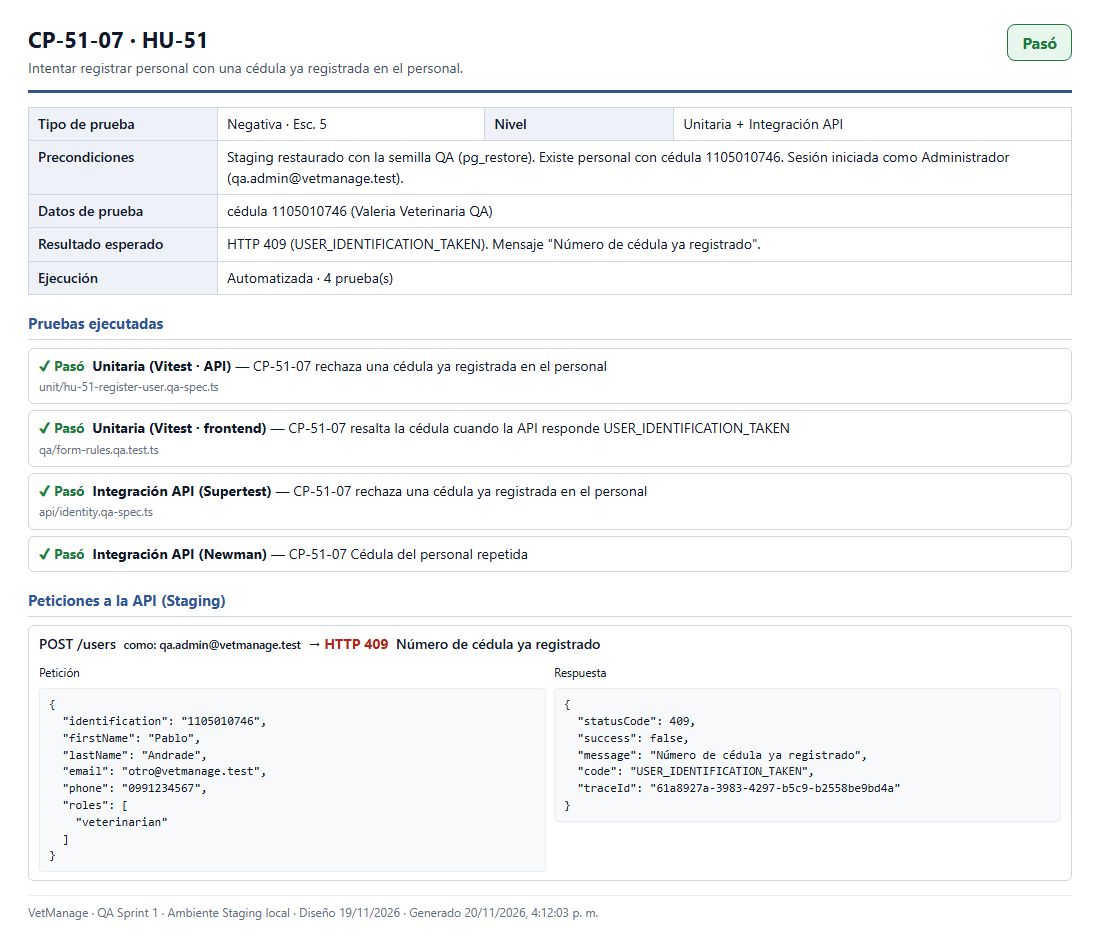 CP-51-07 · HU-51
Pasó
Intentar registrar personal con una cédula ya registrada en el personal.
Tipo de prueba Negativa · Esc. 5 Nivel Unitaria + Integración API
Precondiciones Staging restaurado con la semilla QA (pg_restore). Existe personal con cédula 1105010746. Sesión iniciada como Administrador
(qa.admin@vetmanage.test).
Datos de prueba cédula 1105010746 (Valeria Veterinaria QA)
Resultado esperado HTTP 409 (USER_IDENTIFICATION_TAKEN). Mensaje "Número de cédula ya registrado".
Ejecución Automatizada · 4 prueba(s)
Pruebas ejecutadas
✓ Pasó Unitaria (Vitest · API) — CP-51-07 rechaza una cédula ya registrada en el personal
unit/hu-51-register-user.qa-spec.ts
✓ Pasó Unitaria (Vitest · frontend) — CP-51-07 resalta la cédula cuando la API responde USER_IDENTIFICATION_TAKEN
qa/form-rules.qa.test.ts
✓ Pasó Integración API (Supertest) — CP-51-07 rechaza una cédula ya registrada en el personal
api/identity.qa-spec.ts
✓ Pasó Integración API (Newman) — CP-51-07 Cédula del personal repetida
Peticiones a la API (Staging)
POST /users como: qa.admin@vetmanage.test → HTTP 409 Número de cédula ya registrado
Petición
{
"identification": "1105010746",
"firstName": "Pablo",
"lastName": "Andrade",
"email": "otro@vetmanage.test",
"phone": "0991234567",
"roles": [
"veterinarian"
]
}
Respuesta
{
"statusCode": 409,
"success": false,
"message": "Número de cédula ya registrado",
"code": "USER_IDENTIFICATION_TAKEN",
"traceId": "61a8927a-3983-4297-b5c9-b2558be9bd4a"
}
VetManage · QA Sprint 1 · Ambiente Staging local · Diseño 19/11/2026 · Generado 20/11/2026, 4:12:03 p. m.